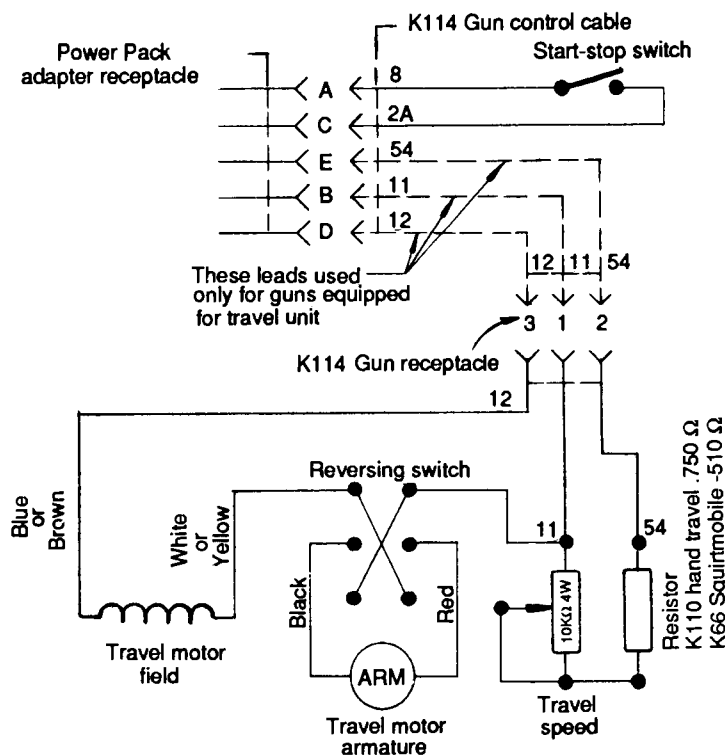 K114 Gun control cable
Power Pack
adapter receptacle
Start-stop switch
A
8
C
2A
E
54
B
11
D
12
These leads used
only for guns equipped
for travel unit
12 11 54
3 1 2
K114 Gun receptacle
12
Blue
or
Brown
White
or
Yellow
Reversing switch
Black
Red
11
54
10KΩ 4W
Resistor
K110 hand travel .750 Ω
K66 Squirtmobile -510 Ω
Travel motor
field
ARM
Travel motor
armature
Travel
speed